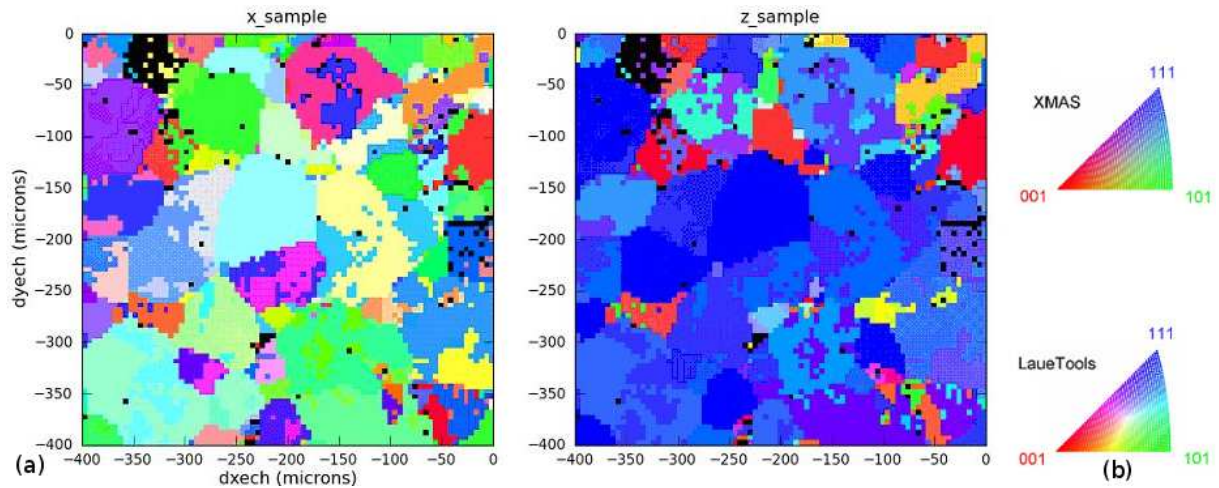 x_sample
z_sample
0
−50
−100
−150
−200
−250
−300
−350
−400
dyech (microns)
−400 −350 −300 −250 −200 −150 −100 −50 0
dxech (microns)
(a)
0
−50
−100
−150
−200
−250
−300
−350
−400
−400 −350 −300 −250 −200 −150 −100 −50 0
111
XMAS
001
101
111
LaueTools
001
101
(b)